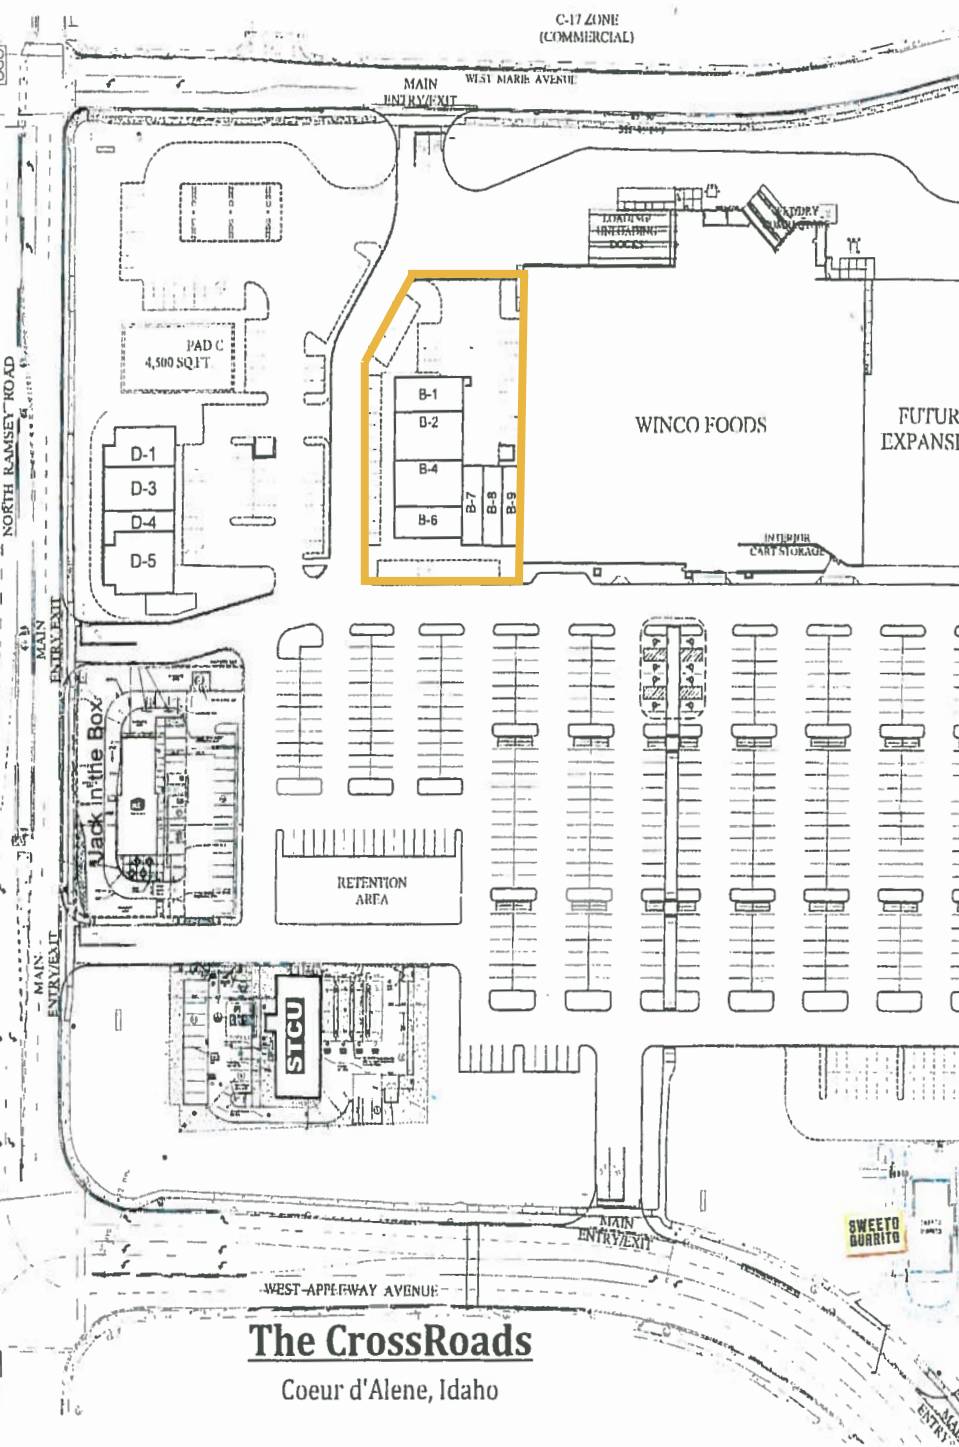 C-17 ZONE
(COMMERCIAL)
WEST MARIE AVENUE
MAIN
ENTRY/EXIT
LOADING/
UNLOADING
DOCKS
PAD C
4,500 SQ.FT.
NORTH RAMSEY ROAD
B-1
B-2
B-4
B-6
B-7
B-8
B-9
WINCO FOODS
FUTUR
EXPANSI
D-1
D-3
D-4
D-5
INTERIOR
CART STORAGE
MAIN
ENTRY/EXIT
Jack in the Box
RETENTION
AREA
MAIN
ENTRY/EXIT
STCU
MAIN
ENTRY/EXIT
SWEETO
BURRITO
WEST APPLEWAY AVENUE
The CrossRoads
Coeur d'Alene, Idaho
MAI
ENTRY/